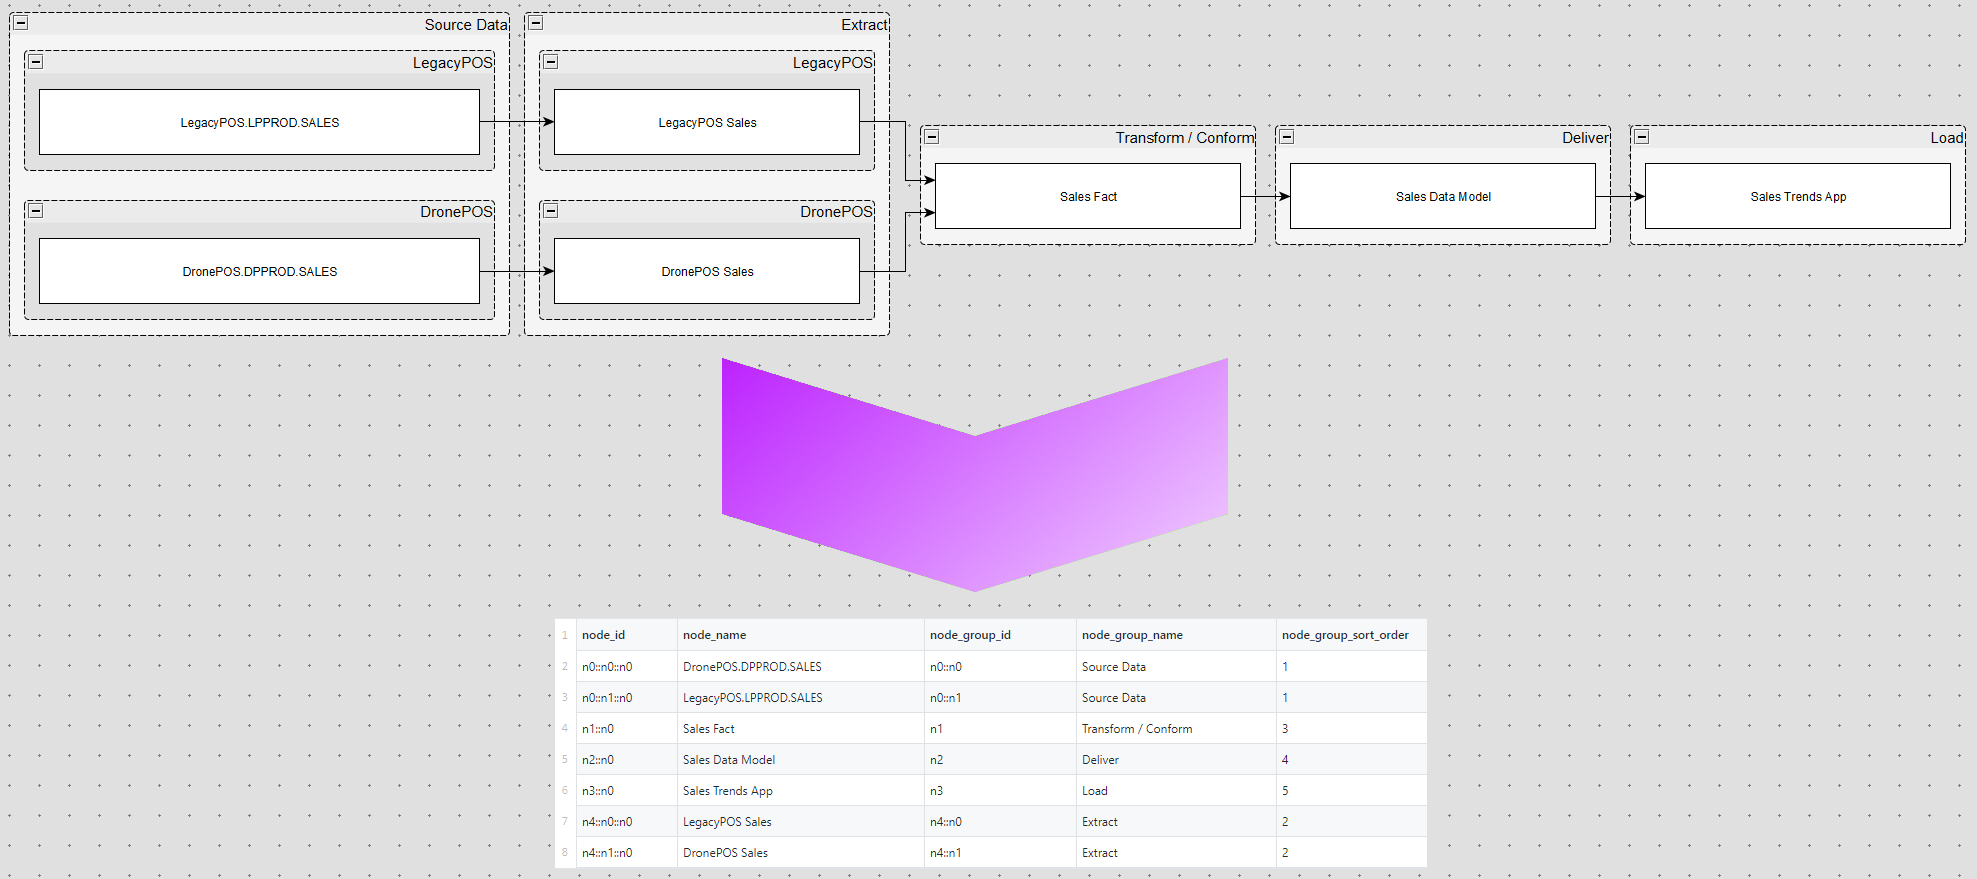 Source Data
Extract
LegacyPOS
LegacyPOS
LegacyPOS.LPPROD.SALES
LegacyPOS Sales
Transform / Conform
Deliver
Load
Sales Fact
Sales Data Model
Sales Trends App
DronePOS
DronePOS
DronePOS.DPPROD.SALES
DronePOS Sales
1 node_id node_name node_group_id node_group_name node_group_sort_order
2 n0::n0::n0 DronePOS.DPPROD.SALES n0::n0 Source Data 1
3 n0::n1::n0 LegacyPOS.LPPROD.SALES n0::n1 Source Data 1
4 n1::n0 Sales Fact n1 Transform / Conform 3
5 n2::n0 Sales Data Model n2 Deliver 4
6 n3::n0 Sales Trends App n3 Load 5
7 n4::n0::n0 LegacyPOS Sales n4::n0 Extract 2
8 n4::n1::n0 DronePOS Sales n4::n1 Extract 2